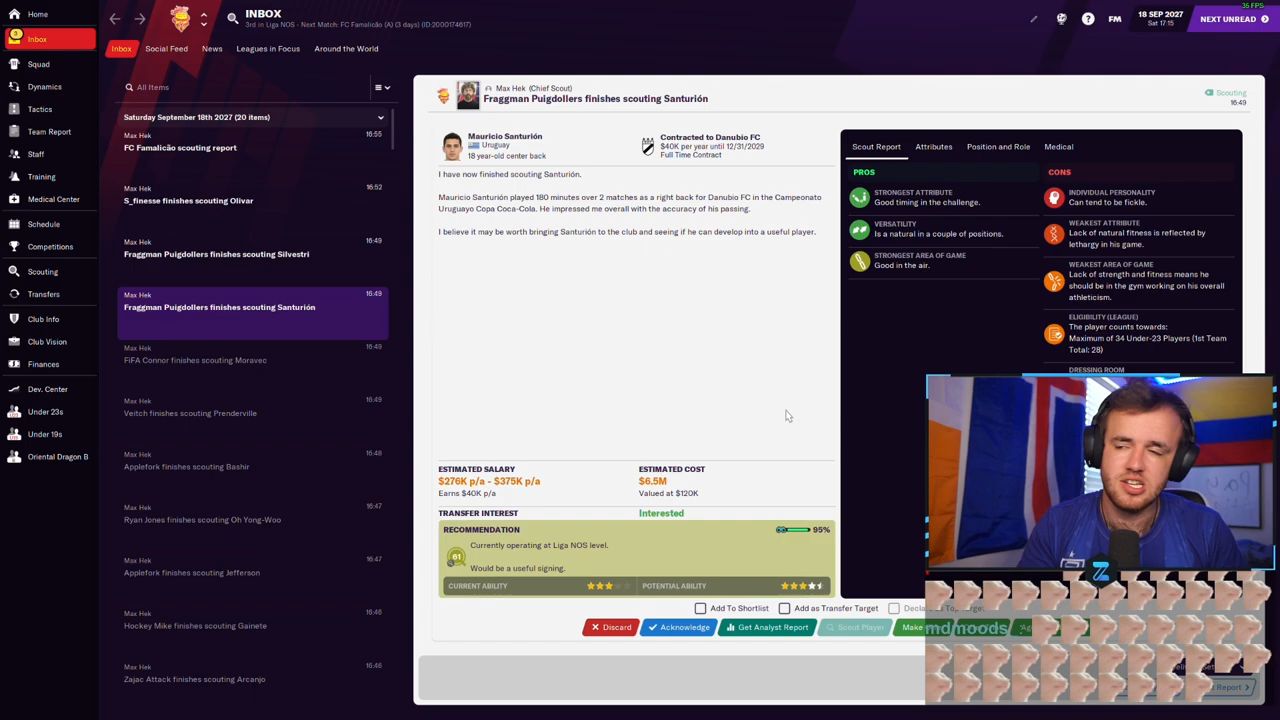 35 FPS
Home
3
Inbox
Squad
Dynamics
Tactics
Team Report
Staff
Training
Medical Center
Schedule
Competitions
Scouting
Transfers
Club Info
Club Vision
Finances
Dev. Center
Under 23s
Under 19s
Oriental Dragon B
INBOX
3rd in Liga NOS - Next Match: FC Famalicão (A) (3 days) (ID:2000174617)
FM
18 SEP 2027
Sat 17:15
NEXT UNREAD
Inbox
Social Feed
News
Leagues in Focus
Around the World
All Items
Saturday September 18th 2027 (20 items)
Max Hek 16:55
FC Famalicão scouting report
Max Hek 16:52
S_finesse finishes scouting Olivar
Max Hek 16:49
Fraggman Puigdollers finishes scouting Silvestri
Max Hek 16:49
Fraggman Puigdollers finishes scouting Santurión
Max Hek 16:49
FiFA Connor finishes scouting Moravec
Max Hek 16:49
Veitch finishes scouting Prenderville
Max Hek 16:48
Applefork finishes scouting Bashir
Max Hek 16:47
Ryan Jones finishes scouting Oh Yong-Woo
Max Hek 16:47
Applefork finishes scouting Jefferson
Max Hek 16:46
Hockey Mike finishes scouting Gainete
Max Hek 16:46
Zajac Attack finishes scouting Arcanjo
Max Hek (Chief Scout)
Fraggman Puigdollers finishes scouting Santurión
Scouting
16:49
Mauricio Santurión
Uruguay
18 year-old center back
Contracted to Danubio FC
$40K per year until 12/31/2029
Full Time Contract
I have now finished scouting Santurión.
Mauricio Santurión played 180 minutes over 2 matches as a right back for Danubio FC in the Campeonato
Uruguayo Copa Coca-Cola. He impressed me overall with the accuracy of his passing.
I believe it may be worth bringing Santurión to the club and seeing if he can develop into a useful player.
ESTIMATED SALARY
$276K p/a - $375K p/a
Earns $40K p/a
ESTIMATED COST
$6.5M
Valued at $120K
TRANSFER INTEREST
Interested
RECOMMENDATION
95%
61
Currently operating at Liga NOS level.
Would be a useful signing.
CURRENT ABILITY
POTENTIAL ABILITY
Scout Report
Attributes
Position and Role
Medical
PROS
STRONGEST ATTRIBUTE
Good timing in the challenge.
VERSATILITY
Is a natural in a couple of positions.
STRONGEST AREA OF GAME
Good in the air.
CONS
INDIVIDUAL PERSONALITY
Can tend to be fickle.
WEAKEST ATTRIBUTE
Lack of natural fitness is reflected by
lethargy in his game.
WEAKEST AREA OF GAME
Lack of strength and fitness means he
should be in the gym working on his overall
athleticism.
ELIGIBILITY (LEAGUE)
The player counts towards:
Maximum of 34 Under-23 Players (1st Team
Total: 28)
DRESSING ROOM
Add To Shortlist
Add as Transfer Target
Discard
Acknowledge
Get Analyst Report
Scout Player
Make
mdmods
Report